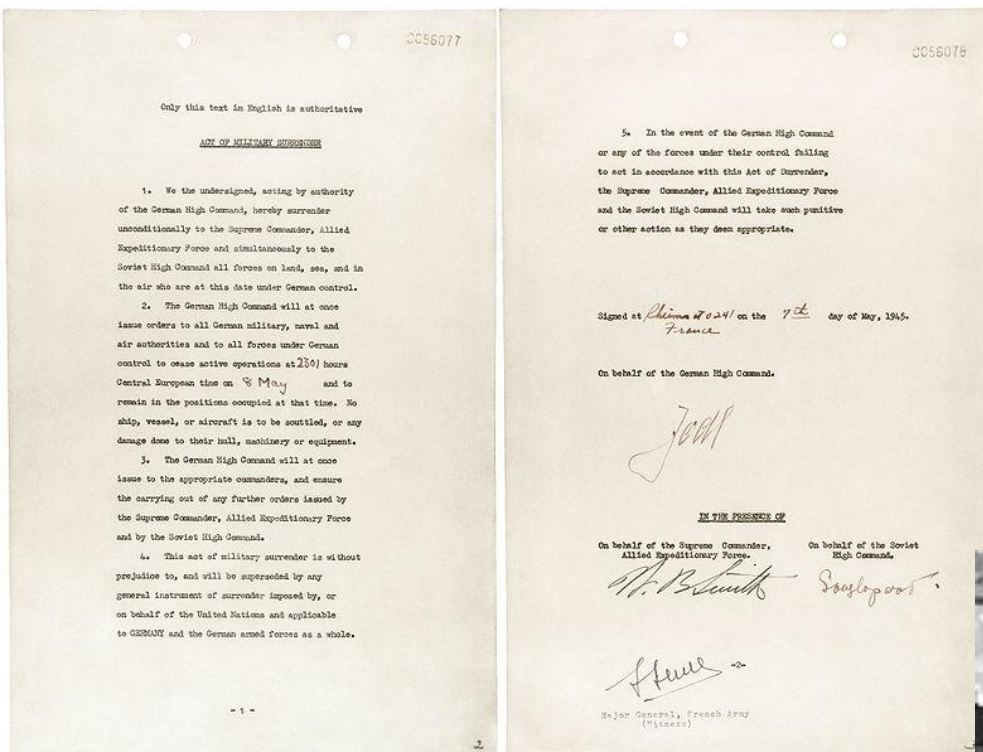 0056077
Only this text in English is authoritative
ACT OF MILITARY SURRENDER
1. We the undersigned, acting by authority
of the German High Command, hereby surrender
unconditionally to the Supreme Commander, Allied
Expeditionary Force and simultaneously to the
Soviet High Command all forces on land, sea, and in
the air who are at this date under German control.
2. The German High Command will at once
issue orders to all German military, naval and
air authorities and to all forces under German
control to cease active operations at 2301 hours
Central European time on 8 May and to
remain in the positions occupied at that time. No
ship, vessel, or aircraft is to be scuttled, or any
damage done to their hull, machinery or equipment.
3. The German High Command will at once
issue to the appropriate commanders, and ensure
the carrying out of any further orders issued by
the Supreme Commander, Allied Expeditionary Force
and by the Soviet High Command.
4. This act of military surrender is without
prejudice to, and will be superseded by any
general instrument of surrender imposed by, or
on behalf of the United Nations and applicable
to GERMANY and the German armed forces as a whole.
-1-
2
0056078
5. In the event of the German High Command
or any of the forces under their control failing
to act in accordance with this Act of Surrender,
the Supreme Commander, Allied Expeditionary Force
and the Soviet High Command will take such punitive
or other action as they deem appropriate.
Signed at Rheims at 0241 on the 7th day of May, 1945.
France
On behalf of the German High Command.
Jodl
IN THE PRESENCE OF
On behalf of the Supreme Commander,
Allied Expeditionary Force.
On behalf of the Soviet
High Command.
W. B. Smith
-2-
Major General, French Army
(Witness)